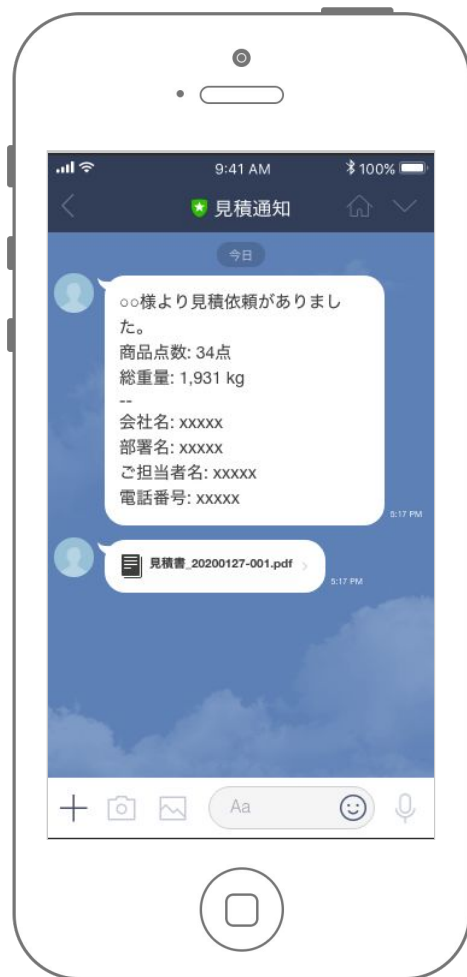 9:41 AM
100%
見積通知
今日
○○様より見積依頼がありまし
た。
商品点数: 34点
総重量: 1,931 kg
--
会社名: xxxxx
部署名: xxxxx
ご担当者名: xxxxx
電話番号: xxxxx
5:17 PM
見積書_20200127-001.pdf
5:17 PM
Aa